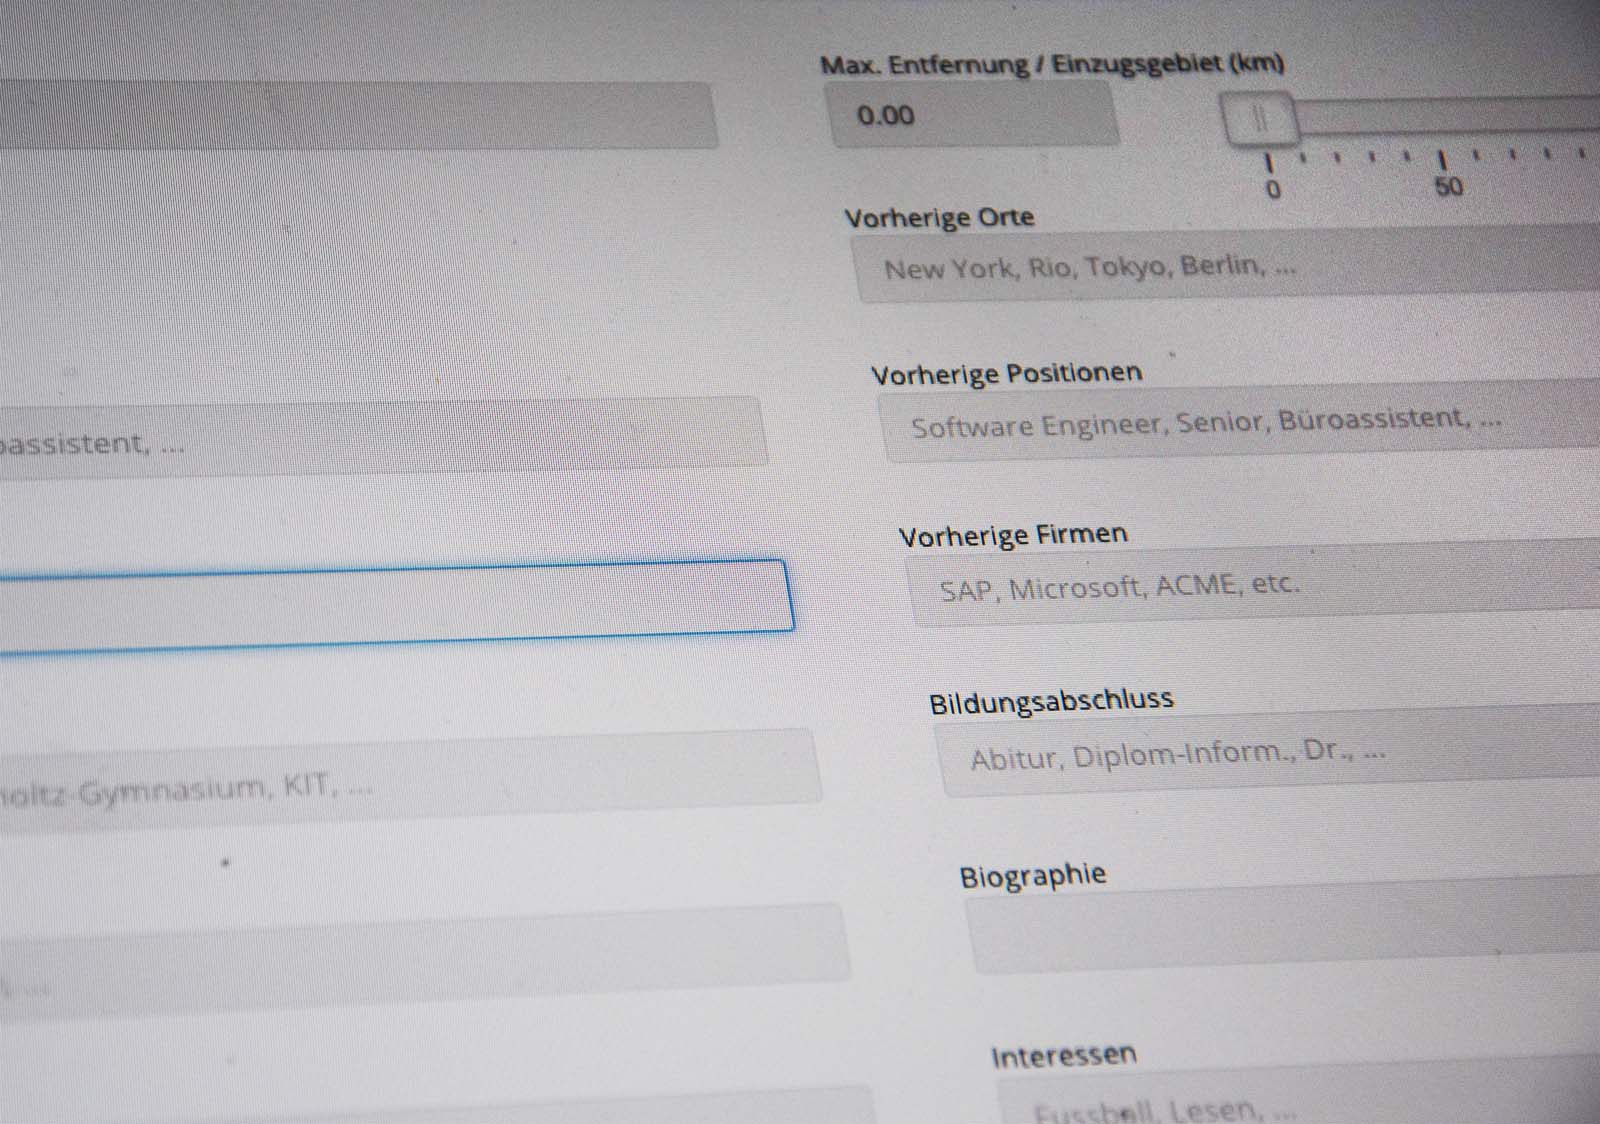 Max. Entfernung / Einzugsgebiet (km)
0.00
0
50
Vorherige Orte
New York, Rio, Tokyo, Berlin, ...
Vorherige Positionen
Software Engineer, Senior, Büroassistent, ...
assistent, ...
Vorherige Firmen
SAP, Microsoft, ACME, etc.
Bildungsabschluss
Abitur, Diplom-Inform., Dr., ...
Gymnasium, KIT, ...
Biographie
Interessen
Fussball, Lesen, ...